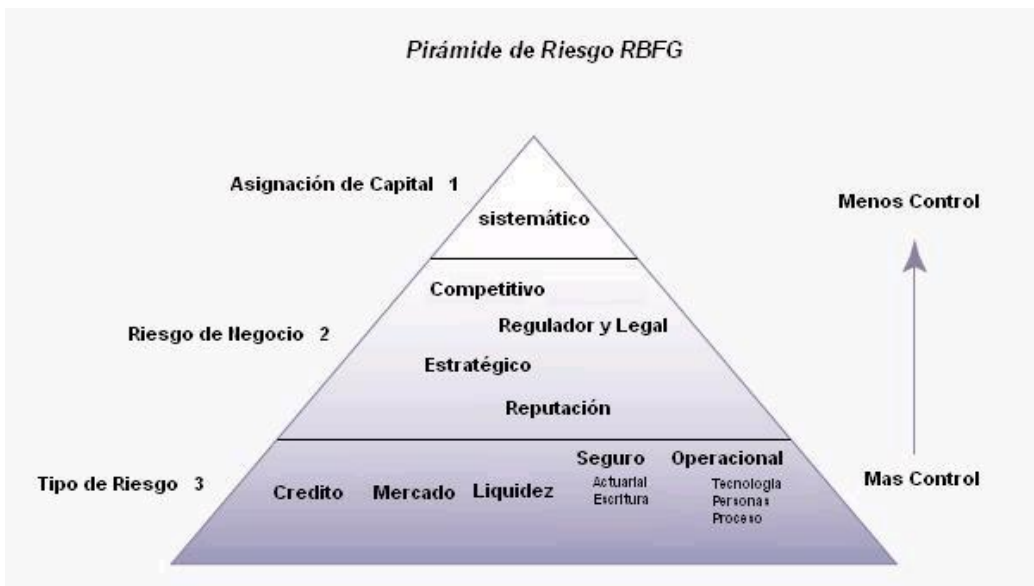 Pirámide de Riesgo RBFG
Asignación de Capital 1
sistemático
Menos Control
Competitivo
Regulador y Legal
Riesgo de Negocio 2
Estratégico
Reputación
Tipo de Riesgo 3
Credito
Mercado
Liquidez
Seguro
Actuarial
Escritura
Operacional
Tecnologia
Personas
Proceso
Mas Control